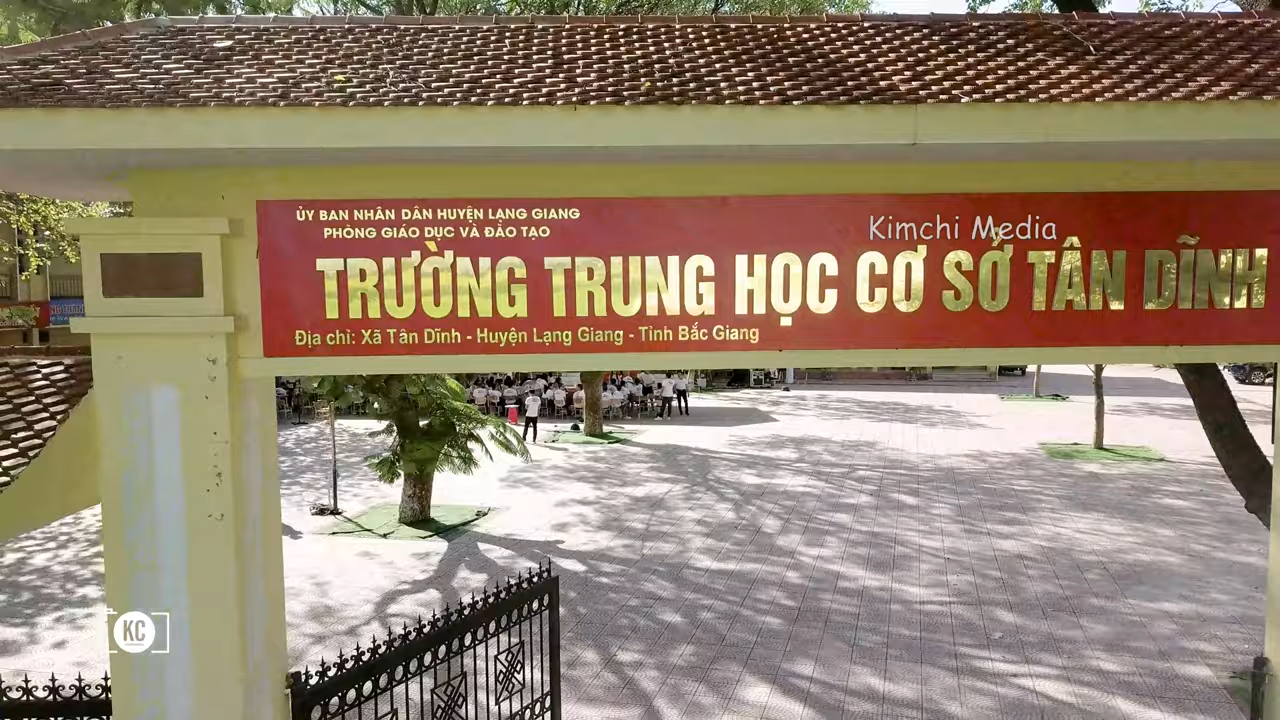 ỦY BAN NHÂN DÂN HUYỆN LẠNG GIANG
PHÒNG GIÁO DỤC VÀ ĐÀO TẠO
Kimchi Media
TRƯỜNG TRUNG HỌC CƠ SỞ TÂN DĨNH
Địa chỉ: Xã Tân Dĩnh - Huyện Lạng Giang - Tỉnh Bắc Giang
KC